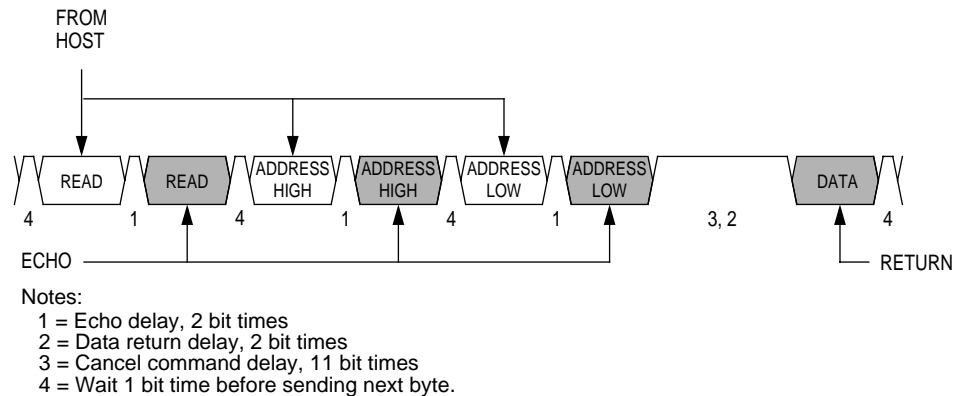 FROM
HOST
READ READ ADDRESS HIGH ADDRESS HIGH ADDRESS LOW ADDRESS LOW DATA
4 1 4 1 4 1 3, 2 4
ECHO RETURN
Notes:
1 = Echo delay, 2 bit times
2 = Data return delay, 2 bit times
3 = Cancel command delay, 11 bit times
4 = Wait 1 bit time before sending next byte.